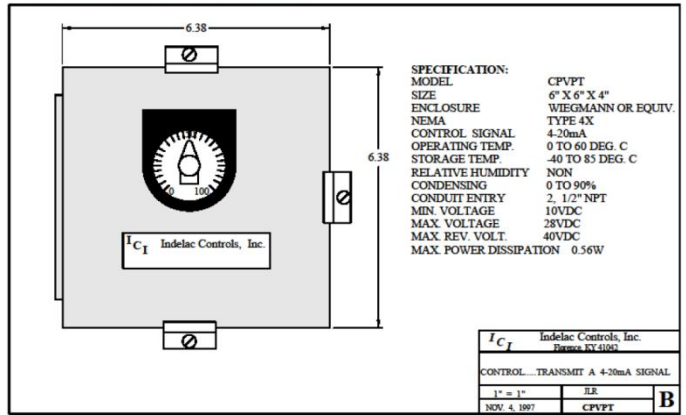 6.38
6.38
0 100
ICI Indelac Controls, Inc.
SPECIFICATION:
MODEL CPVPT
SIZE 6" X 6" X 4"
ENCLOSURE WIEGMANN OR EQUIV.
NEMA TYPE 4X
CONTROL SIGNAL 4-20mA
OPERATING TEMP. 0 TO 60 DEG. C
STORAGE TEMP. -40 TO 85 DEG. C
RELATIVE HUMIDITY NON
CONDENSING 0 TO 90%
CONDUIT ENTRY 2, 1/2" NPT
MIN. VOLTAGE 10VDC
MAX. VOLTAGE 28VDC
MAX. REV. VOLT. 40VDC
MAX. POWER DISSIPATION 0.56W
ICI Indelac Controls, Inc.
Florence, KY 41042
CONTROL....TRANSMIT A 4-20mA SIGNAL
1" = 1" JLR
NOV. 4, 1997 CPVPT B